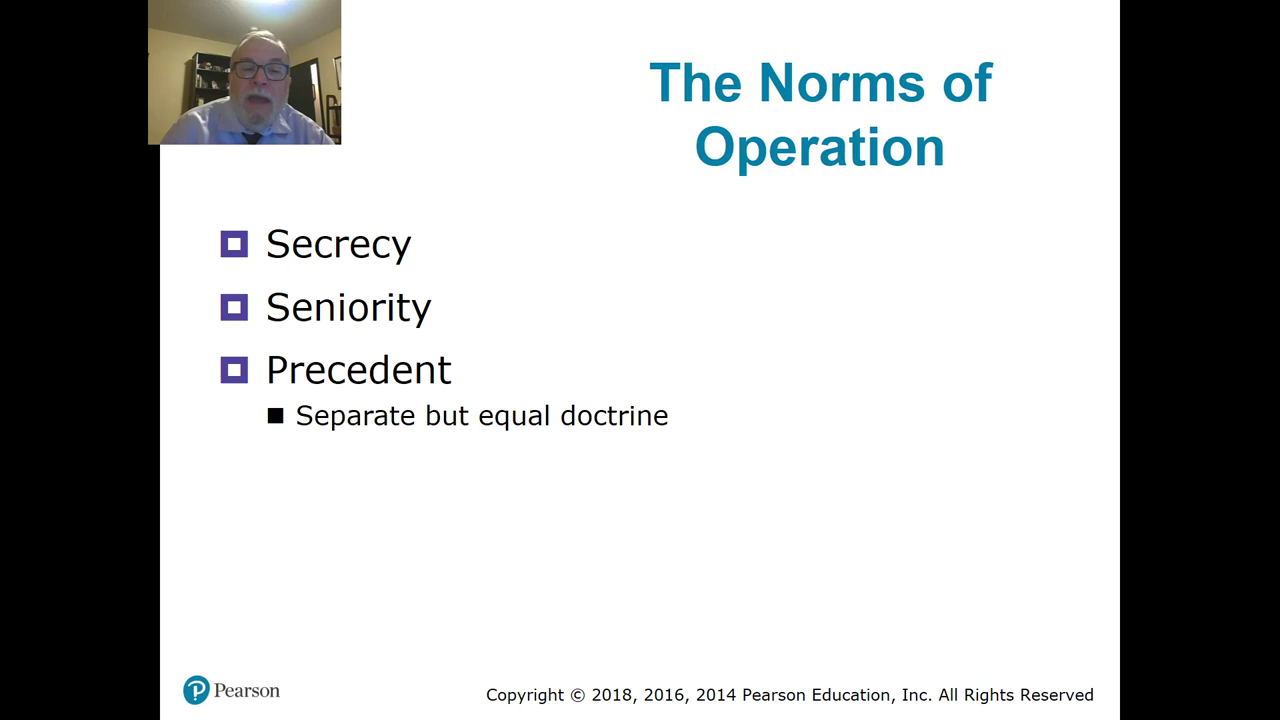 The Norms of
Operation
Secrecy
Seniority
Precedent
Separate but equal doctrine
Pearson
Copyright © 2018, 2016, 2014 Pearson Education, Inc. All Rights Reserved